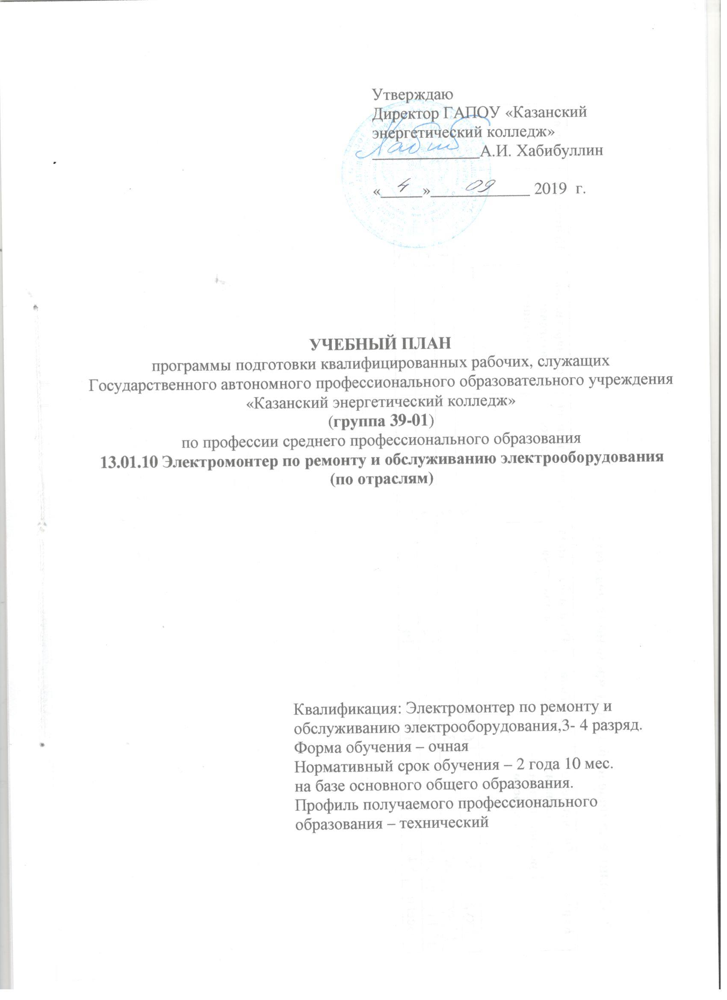 Утверждаю
Директор ГАПОУ «Казанский
энергетический колледж»
_____________А.И. Хабибуллин
«__4__»____09____ 2019 г.
УЧЕБНЫЙ ПЛАН
программы подготовки квалифицированных рабочих, служащих
Государственного автономного профессионального образовательного учреждения
«Казанский энергетический колледж»
(группа 39-01)
по профессии среднего профессионального образования
13.01.10 Электромонтер по ремонту и обслуживанию электрооборудования
(по отраслям)
Квалификация: Электромонтер по ремонту и
обслуживанию электрооборудования,3- 4 разряд.
Форма обучения – очная
Нормативный срок обучения – 2 года 10 мес.
на базе основного общего образования.
Профиль получаемого профессионального
образования – технический